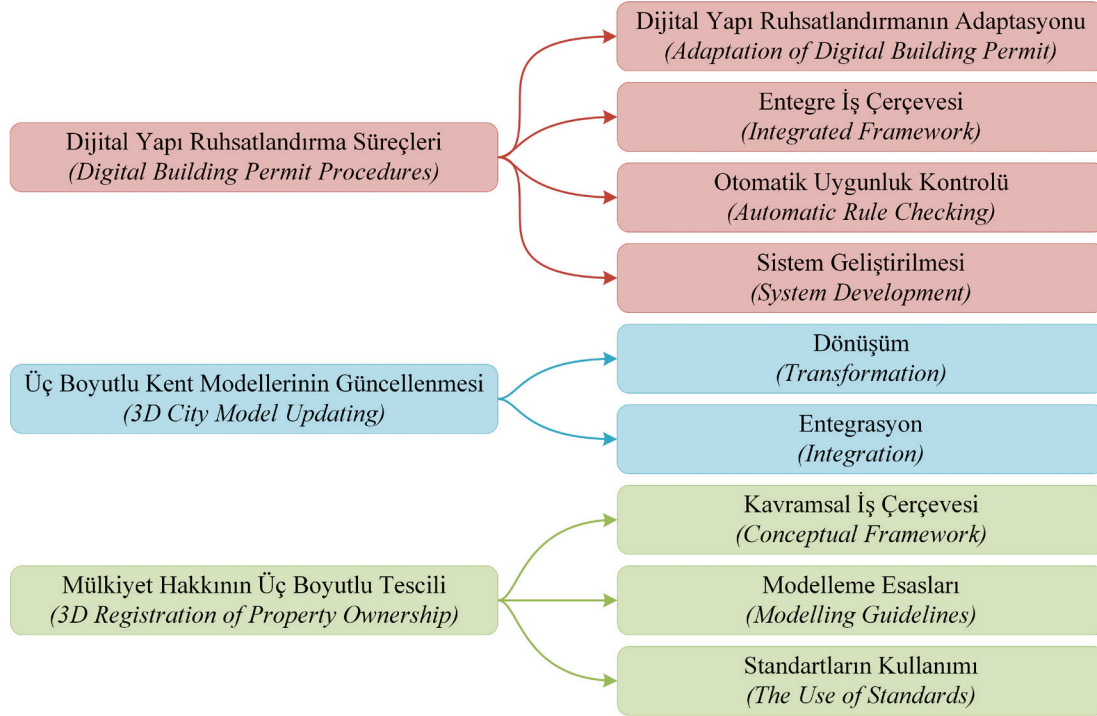 Dijital Yapı Ruhsatlandırma Süreçleri
(Digital Building Permit Procedures)
Dijital Yapı Ruhsatlandırmanın Adaptasyonu
(Adaptation of Digital Building Permit)
Entegre İş Çerçevesi
(Integrated Framework)
Otomatik Uygunluk Kontrolü
(Automatic Rule Checking)
Sistem Geliştirilmesi
(System Development)
Üç Boyutlu Kent Modellerinin Güncellenmesi
(3D City Model Updating)
Dönüşüm
(Transformation)
Entegrasyon
(Integration)
Mülkiyet Hakkının Üç Boyutlu Tescili
(3D Registration of Property Ownership)
Kavramsal İş Çerçevesi
(Conceptual Framework)
Modelleme Esasları
(Modelling Guidelines)
Standartların Kullanımı
(The Use of Standards)